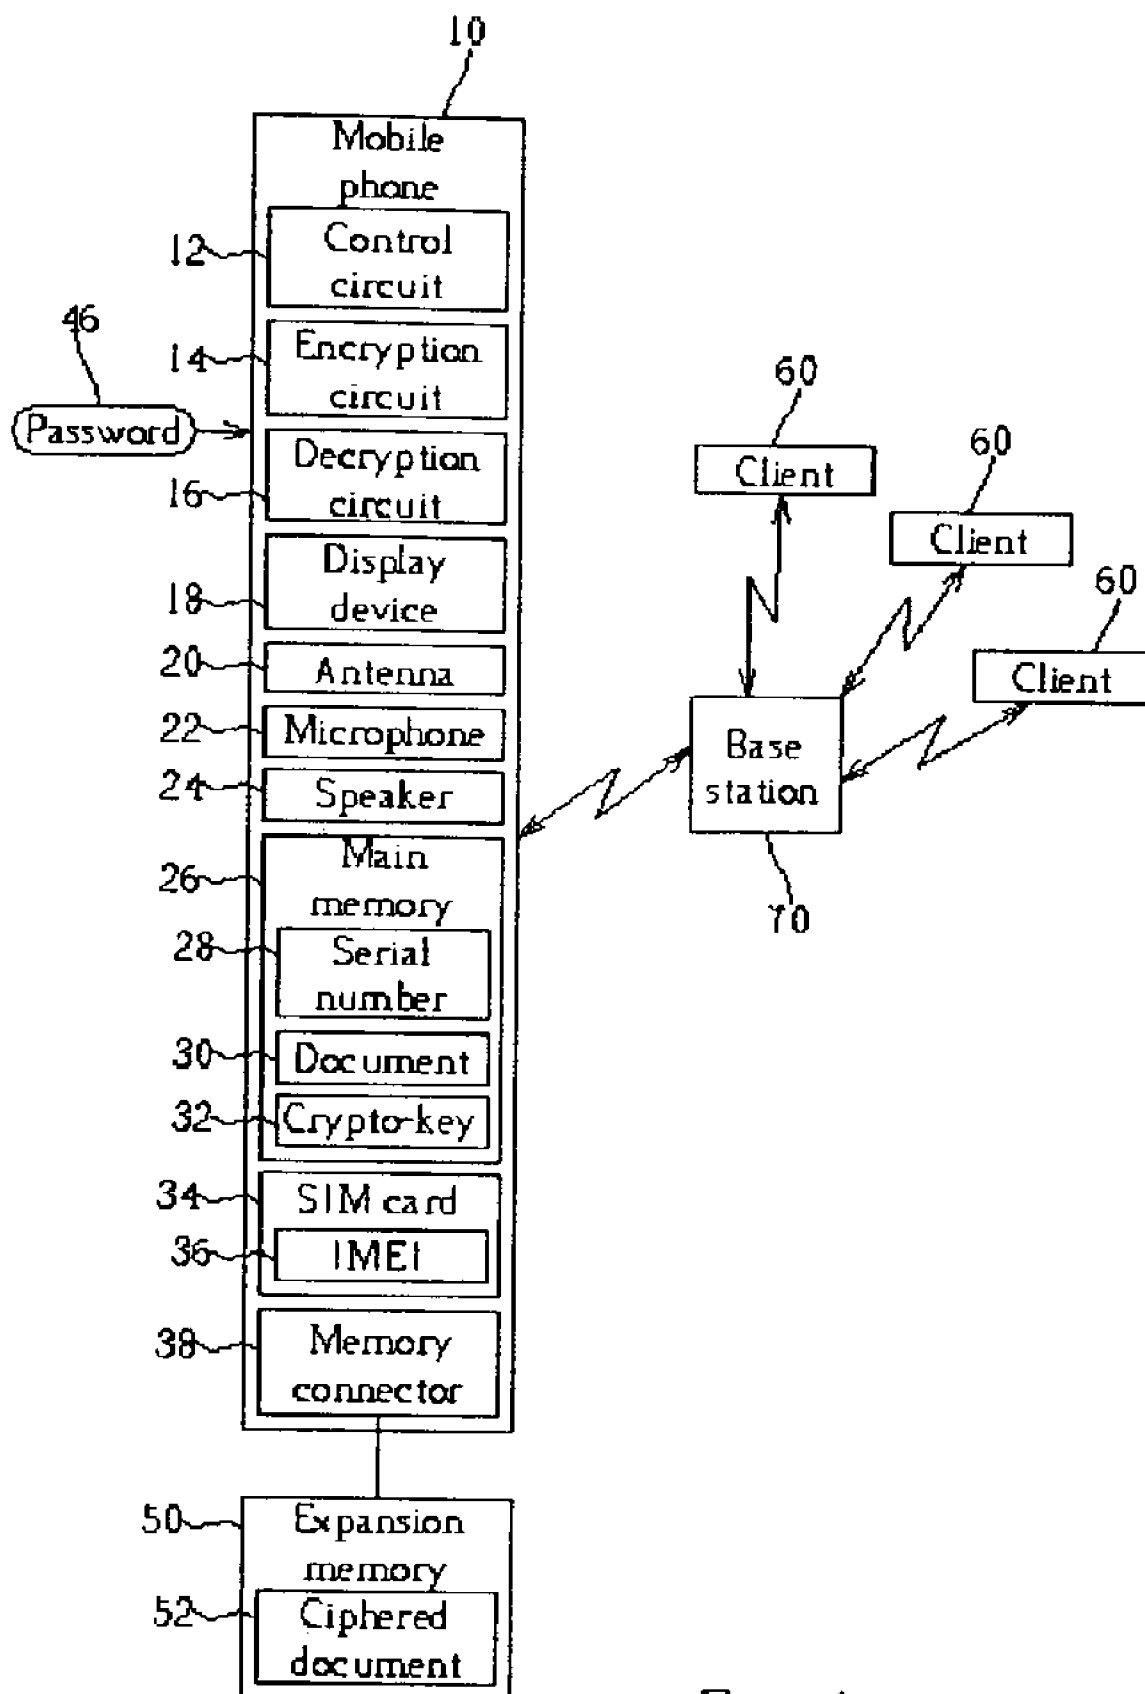 10
Mobile
phone
12
Control
circuit
46
14
Encryption
circuit
Password
16
Decryption
circuit
18
Display
device
20
Antenna
22
Microphone
24
Speaker
26
Main
memory
28
Serial
number
30
Document
32
Crypto-key
34
SIM card
36
IMEI
38
Memory
connector
50
Expansion
memory
52
Ciphered
document
60
Client
60
Client
60
Client
Base
station
70